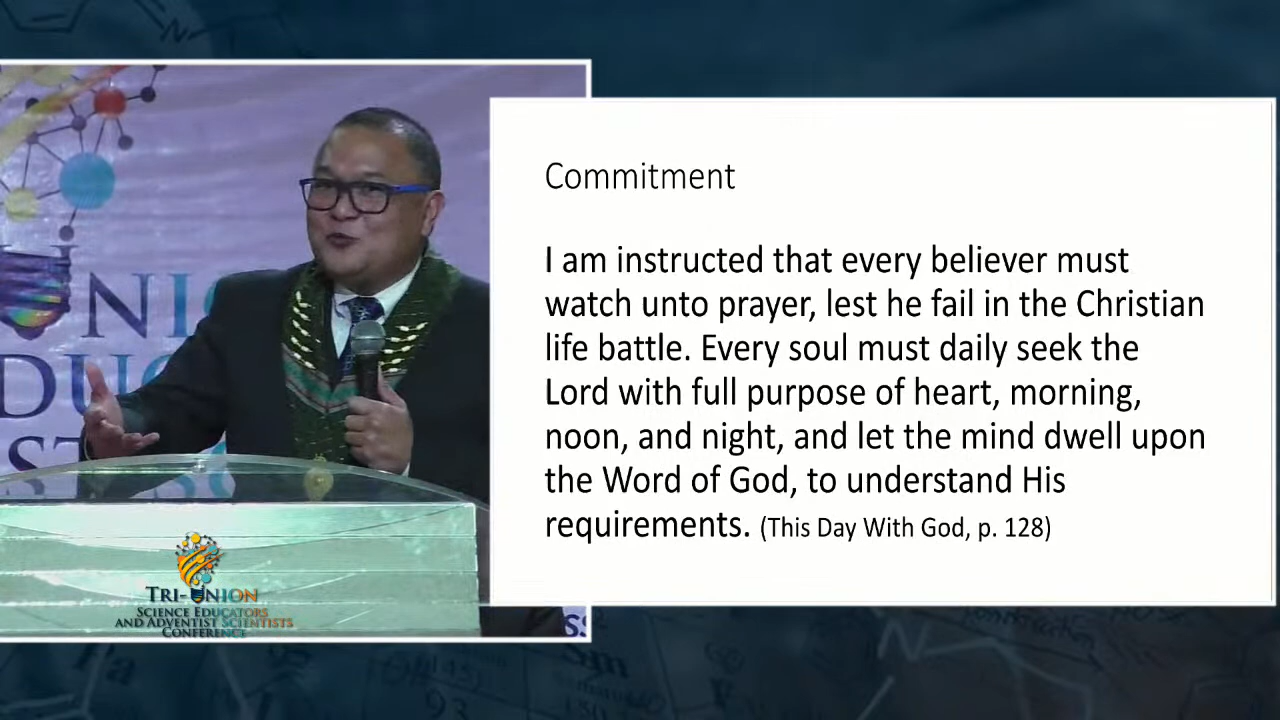 Commitment
I am instructed that every believer must
watch unto prayer, lest he fail in the Christian
life battle. Every soul must daily seek the
Lord with full purpose of heart, morning,
noon, and night, and let the mind dwell upon
the Word of God, to understand His
requirements. (This Day With God, p. 128)
TRI-UNION
SCIENCE EDUCATORS
AND ADVENTIST SCIENTISTS
CONFERENCE
93